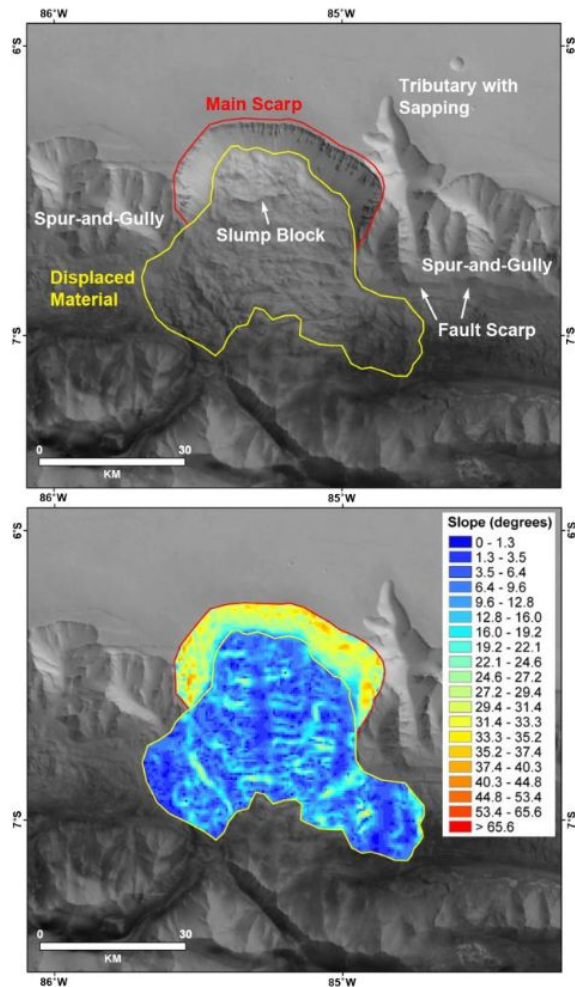 86°W
85°W
6°S
6°S
Tributary with
Sapping
Main Scarp
Spur-and-Gully
Slump Block
Spur-and-Gully
Displaced
Material
Fault Scarp
7°S
7°S
0
30
KM
86°W
85°W
86°W
85°W
6°S
6°S
Slope (degrees)
0 - 1.3
1.3 - 3.5
3.5 - 6.4
6.4 - 9.6
9.6 - 12.8
12.8 - 16.0
16.0 - 19.2
19.2 - 22.1
22.1 - 24.6
24.6 - 27.2
27.2 - 29.4
29.4 - 31.4
31.4 - 33.3
33.3 - 35.2
35.2 - 37.4
37.4 - 40.3
40.3 - 44.8
44.8 - 53.4
53.4 - 65.6
> 65.6
7°S
7°S
0
30
KM
86°W
85°W